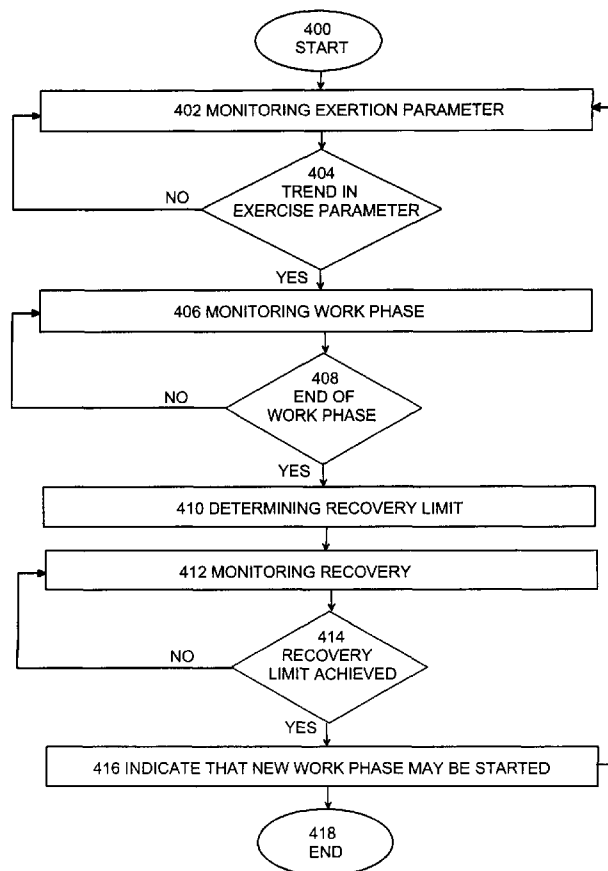 400
START
402 MONITORING EXERTION PARAMETER
404
TREND IN
EXERCISE PARAMETER
NO
YES
406 MONITORING WORK PHASE
408
END OF
WORK PHASE
NO
YES
410 DETERMINING RECOVERY LIMIT
412 MONITORING RECOVERY
414
RECOVERY
LIMIT ACHIEVED
NO
YES
416 INDICATE THAT NEW WORK PHASE MAY BE STARTED
418
END